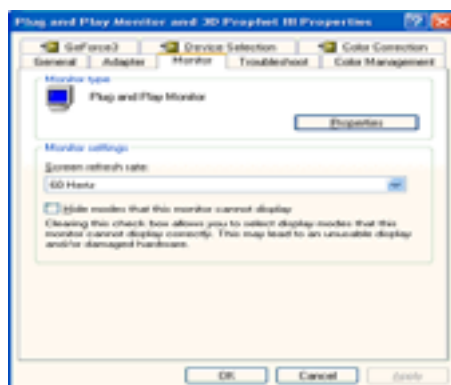 Plug and Play Monitor and 3D Prophet III Properties
GeForce3 Device Selection Color Correction
General Adapter Monitor Troubleshoot Color Management
Monitor type
Plug and Play Monitor
Properties
Monitor settings
Screen refresh rate:
60 Hertz
Hide modes that this monitor cannot display
Clearing this check box allows you to select display modes that this
monitor cannot display correctly. This may lead to an unusable display
and/or damaged hardware.
OK Cancel Apply